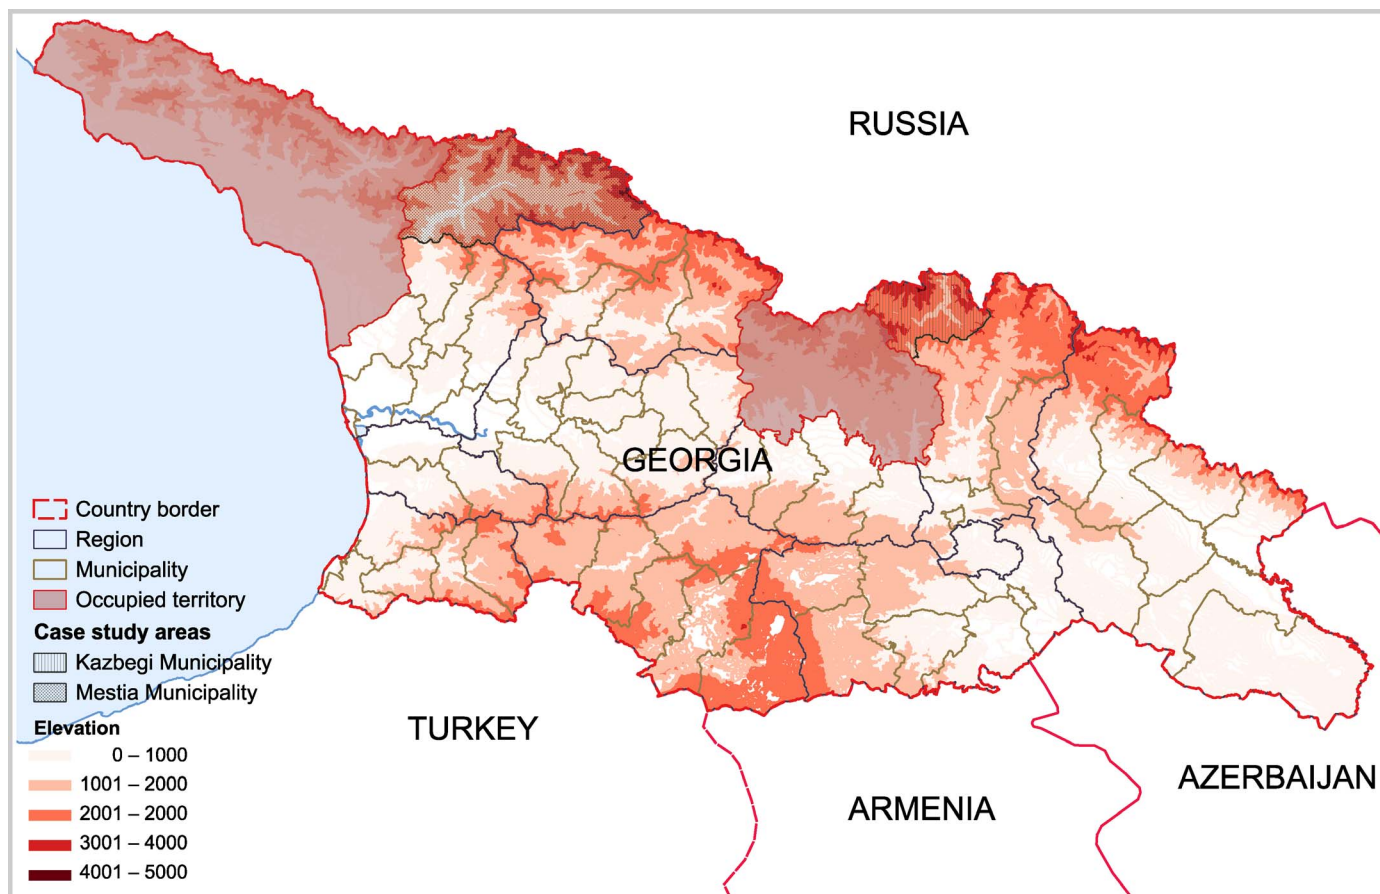 RUSSIA
GEORGIA
Country border
Region
Municipality
Occupied territory
Case study areas
Kazbegi Municipality
Mestia Municipality
Elevation
0 – 1000
1001 – 2000
2001 – 2000
3001 – 4000
4001 – 5000
TURKEY
ARMENIA
AZERBAIJAN